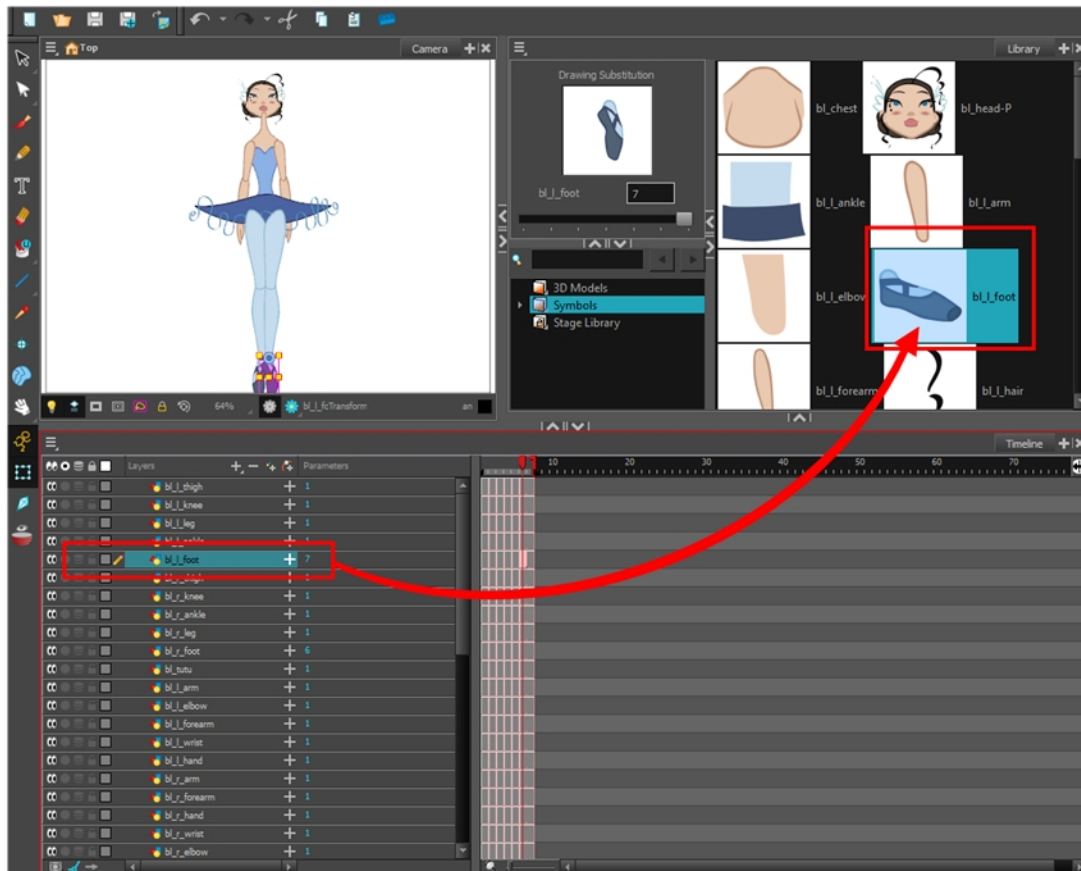 Top
Camera
Drawing Substitution
bl_l_foot 7
3D Models
Symbols
Stage Library
Library
bl_chest
bl_head-P
bl_l_ankle
bl_l_arm
bl_l_elbow
bl_l_foot
bl_l_forearm
bl_l_hair
64% bl_l_fcTransform an
Timeline
Layers Parameters
10 20 30 40 50 60 70
bl_l_thigh 1
bl_l_knee 1
bl_l_leg 1
bl_l_foot 7
bl_r_thigh
bl_r_knee 1
bl_r_ankle 1
bl_r_leg 1
bl_r_foot 6
bl_tutu 1
bl_l_arm 1
bl_l_elbow 1
bl_l_forearm 1
bl_l_wrist 1
bl_l_hand 1
bl_r_arm 1
bl_r_forearm 1
bl_r_hand 1
bl_r_wrist 1
bl_r_elbow 1